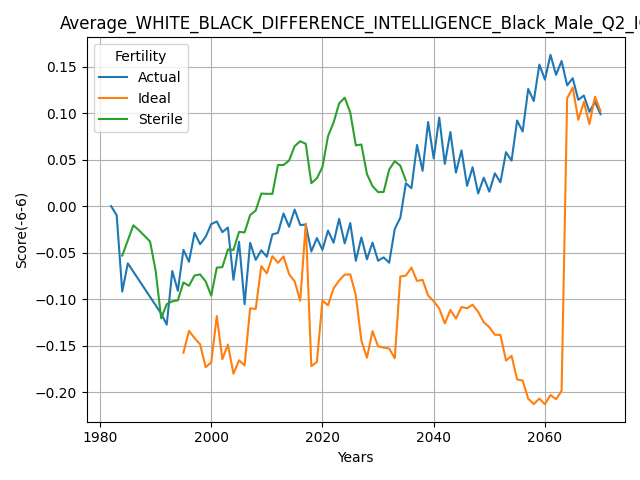 Average_WHITE_BLACK_DIFFERENCE_INTELLIGENCE_Black_Male_Q2_I
Fertility
Actual
Ideal
Sterile
0.15
0.10
0.05
0.00
−0.05
−0.10
−0.15
−0.20
Score(-6-6)
1980
2000
2020
2040
2060
Years